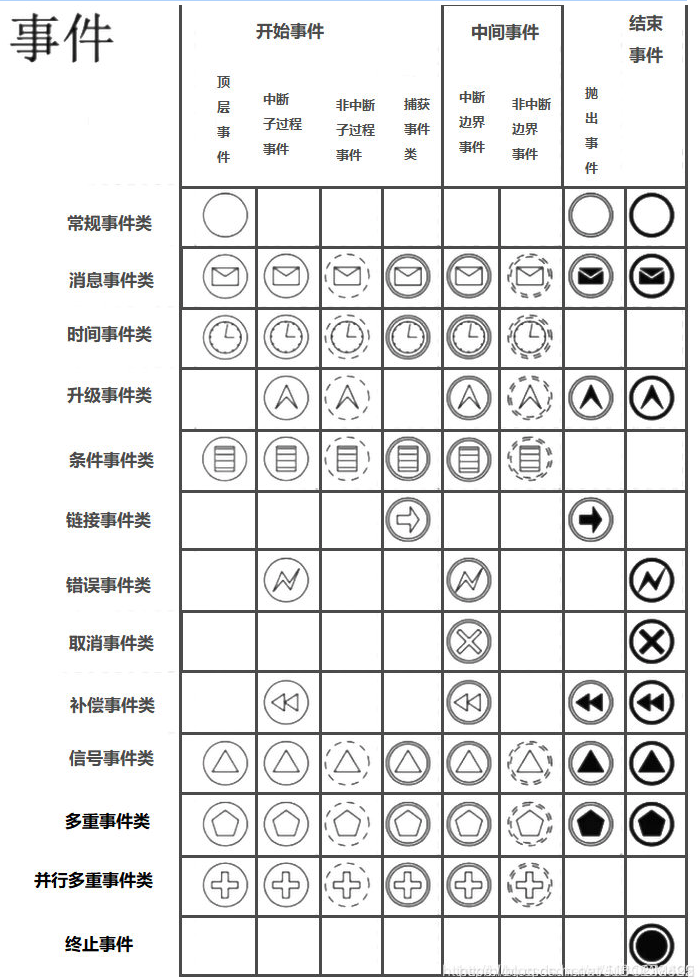 事件
开始事件
中间事件
结束
事件
顶
层
事
件
中断
子过程
事件
非中断
子过程
事件
捕获
事件
类
中断
边界
事件
非中断
边界
事件
抛
出
事
件
常规事件类
消息事件类
时间事件类
升级事件类
条件事件类
链接事件类
错误事件类
取消事件类
补偿事件类
信号事件类
多重事件类
并行多重事件类
终止事件